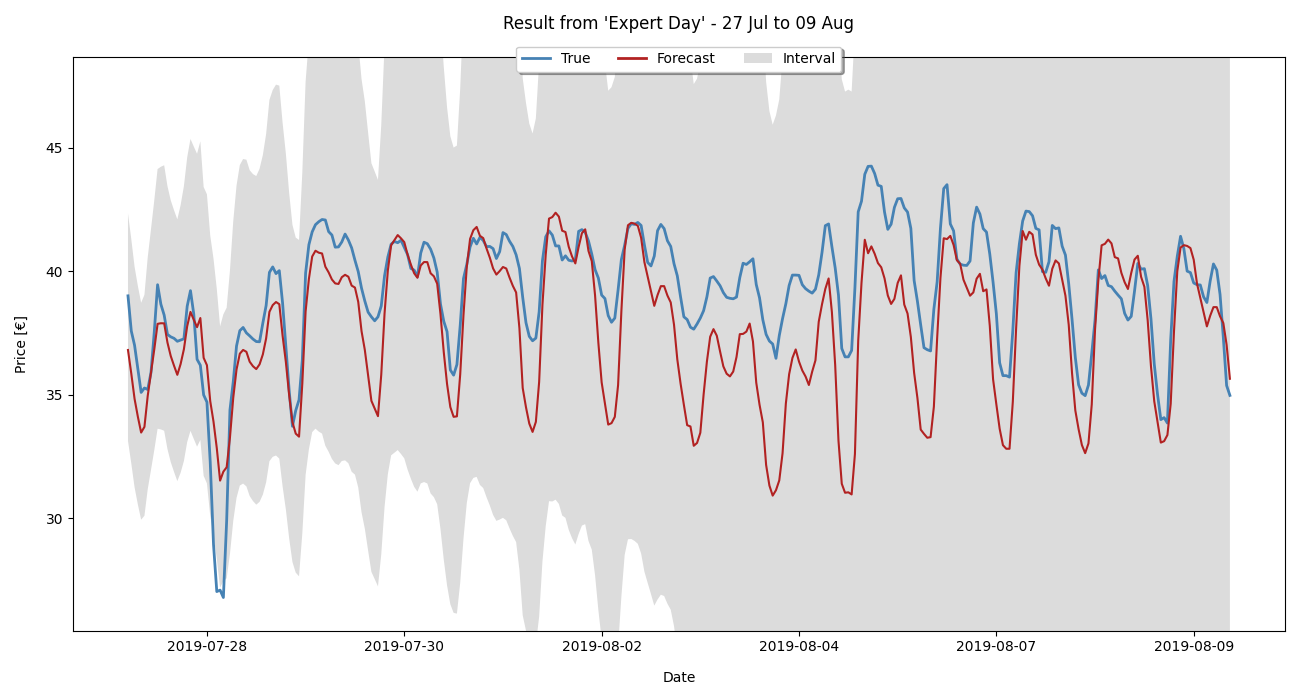 Result from 'Expert Day' - 27 Jul to 09 Aug
True Forecast Interval
Price [€]
45
40
35
30
2019-07-28 2019-07-30 2019-08-02 2019-08-04 2019-08-07 2019-08-09
Date